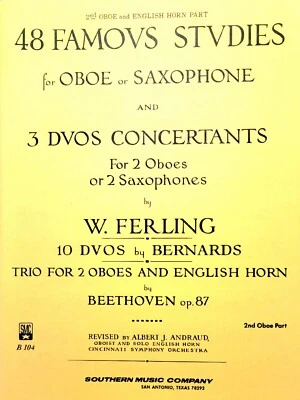 2nd OBOE and ENGLISH HORN PART
48 FAMOVS STVDIES
for OBOE or SAXOPHONE
AND
3 DVOS CONCERTANTS
For 2 Oboes
or 2 Saxophones
by
W. FERLING
10 DVOS by BERNARDS
TRIO FOR 2 OBOES AND ENGLISH HORN
by
BEETHOVEN op. 87
2nd Oboe Part
SMC
B 104
REVISED by ALBERT J. ANDRAUD,
OBOIST AND SOLO ENGLISH HORN
CINCINNATI SYMPHONY ORCHESTRA
SOUTHERN MUSIC COMPANY
SAN ANTONIO, TEXAS 78292